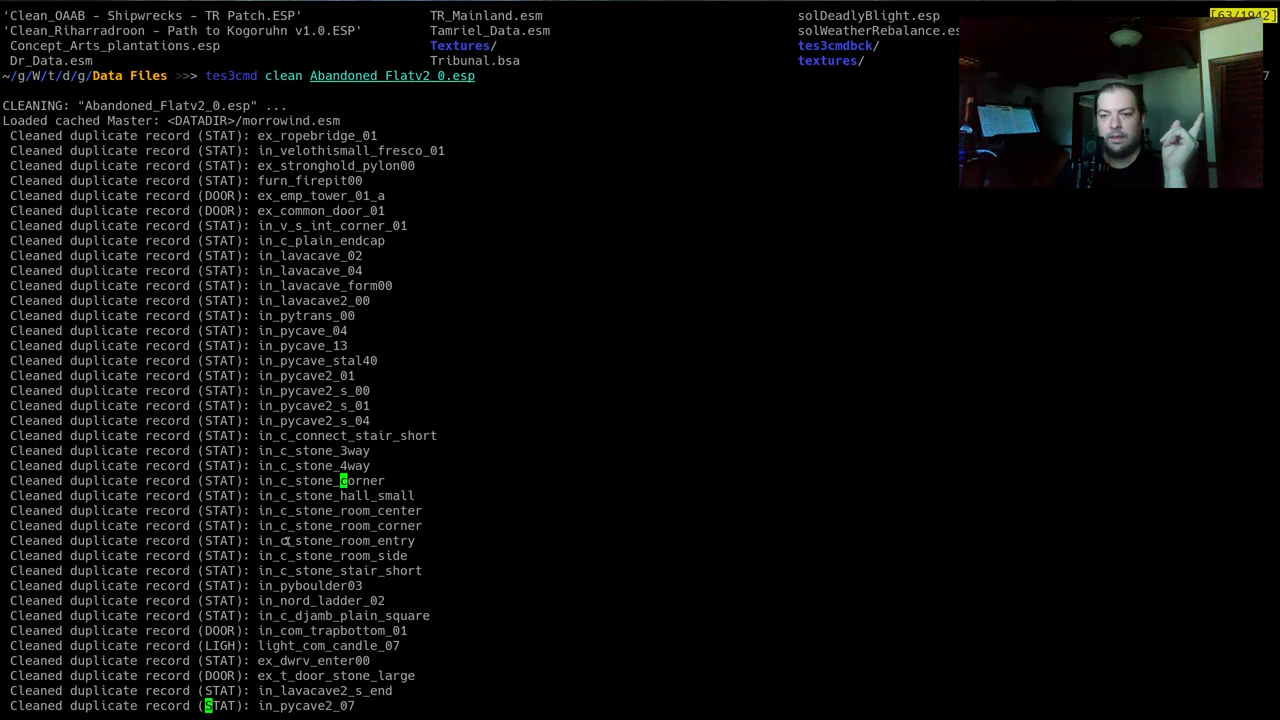 'Clean_OAAB - Shipwrecks - TR Patch.ESP' TR_Mainland.esm solDeadlyBlight.esp [63/1942]
'Clean_Riharradroon - Path to Kogoruhn v1.0.ESP' Tamriel_Data.esm solWeatherRebalance.es
Concept_Arts_plantations.esp Textures/ tes3cmdbck/
Dr_Data.esm Tribunal.bsa textures/
~/g/W/t/d/g/Data Files >>> tes3cmd clean Abandoned_Flatv2_0.esp 7
CLEANING: "Abandoned_Flatv2_0.esp" ...
Loaded cached Master: <DATADIR>/morrowind.esm
Cleaned duplicate record (STAT): ex_ropebridge_01
Cleaned duplicate record (STAT): in_velothismall_fresco_01
Cleaned duplicate record (STAT): ex_stronghold_pylon00
Cleaned duplicate record (STAT): furn_firepit00
Cleaned duplicate record (DOOR): ex_emp_tower_01_a
Cleaned duplicate record (DOOR): ex_common_door_01
Cleaned duplicate record (STAT): in_v_s_int_corner_01
Cleaned duplicate record (STAT): in_c_plain_endcap
Cleaned duplicate record (STAT): in_lavacave_02
Cleaned duplicate record (STAT): in_lavacave_04
Cleaned duplicate record (STAT): in_lavacave_form00
Cleaned duplicate record (STAT): in_lavacave2_00
Cleaned duplicate record (STAT): in_pytrans_00
Cleaned duplicate record (STAT): in_pycave_04
Cleaned duplicate record (STAT): in_pycave_13
Cleaned duplicate record (STAT): in_pycave_stal40
Cleaned duplicate record (STAT): in_pycave2_01
Cleaned duplicate record (STAT): in_pycave2_s_00
Cleaned duplicate record (STAT): in_pycave2_s_01
Cleaned duplicate record (STAT): in_pycave2_s_04
Cleaned duplicate record (STAT): in_c_connect_stair_short
Cleaned duplicate record (STAT): in_c_stone_3way
Cleaned duplicate record (STAT): in_c_stone_4way
Cleaned duplicate record (STAT): in_c_stone_corner
Cleaned duplicate record (STAT): in_c_stone_hall_small
Cleaned duplicate record (STAT): in_c_stone_room_center
Cleaned duplicate record (STAT): in_c_stone_room_corner
Cleaned duplicate record (STAT): in_c_stone_room_entry
Cleaned duplicate record (STAT): in_c_stone_room_side
Cleaned duplicate record (STAT): in_c_stone_stair_short
Cleaned duplicate record (STAT): in_pyboulder03
Cleaned duplicate record (STAT): in_nord_ladder_02
Cleaned duplicate record (STAT): in_c_djamb_plain_square
Cleaned duplicate record (DOOR): in_com_trapbottom_01
Cleaned duplicate record (LIGH): light_com_candle_07
Cleaned duplicate record (STAT): ex_dwrv_enter00
Cleaned duplicate record (DOOR): ex_t_door_stone_large
Cleaned duplicate record (STAT): in_lavacave2_s_end
Cleaned duplicate record (STAT): in_pycave2_07